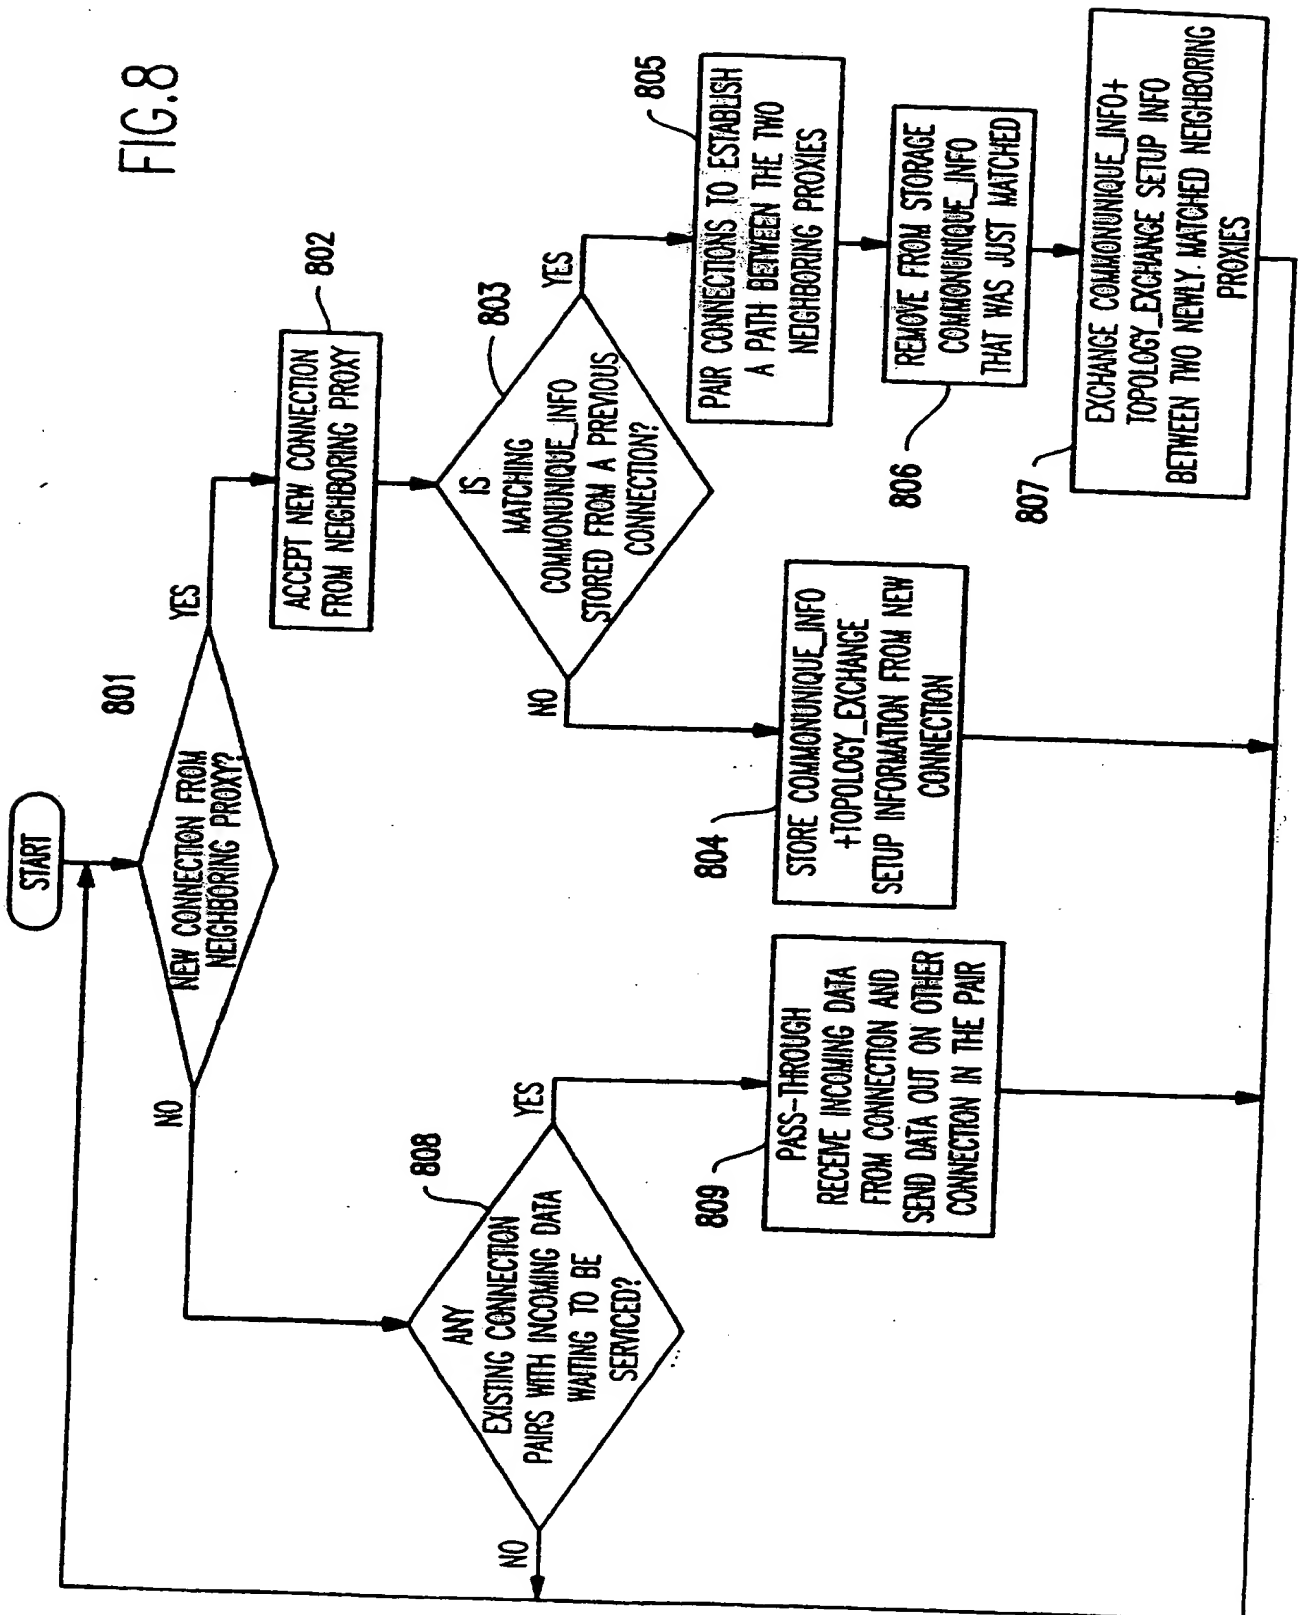 FIG.8
START
801
NEW CONNECTION FROM
NEIGHBORING PROXY?
YES
NO
802
ACCEPT NEW CONNECTION
FROM NEIGHBORING PROXY
803
IS
MATCHING
COMMONUNIQUE_INFO
STORED FROM A PREVIOUS
CONNECTION?
YES
NO
805
PAIR CONNECTIONS TO ESTABLISH
A PATH BETWEEN THE TWO
NEIGHBORING PROXIES
806
REMOVE FROM STORAGE
COMMONUNIQUE_INFO
THAT WAS JUST MATCHED
807
EXCHANGE COMMONUNIQUE_INFO+
TOPOLOGY_EXCHANGE SETUP INFO
BETWEEN TWO NEWLY MATCHED NEIGHBORING
PROXIES
804
STORE COMMONUNIQUE_INFO
+TOPOLOGY_EXCHANGE
SETUP INFORMATION FROM NEW
CONNECTION
808
ANY
EXISTING CONNECTION
PAIRS WITH INCOMING DATA
WAITING TO BE
SERVICED?
YES
NO
809
PASS-THROUGH
RECEIVE INCOMING DATA
FROM CONNECTION AND
SEND DATA OUT ON OTHER
CONNECTION IN THE PAIR